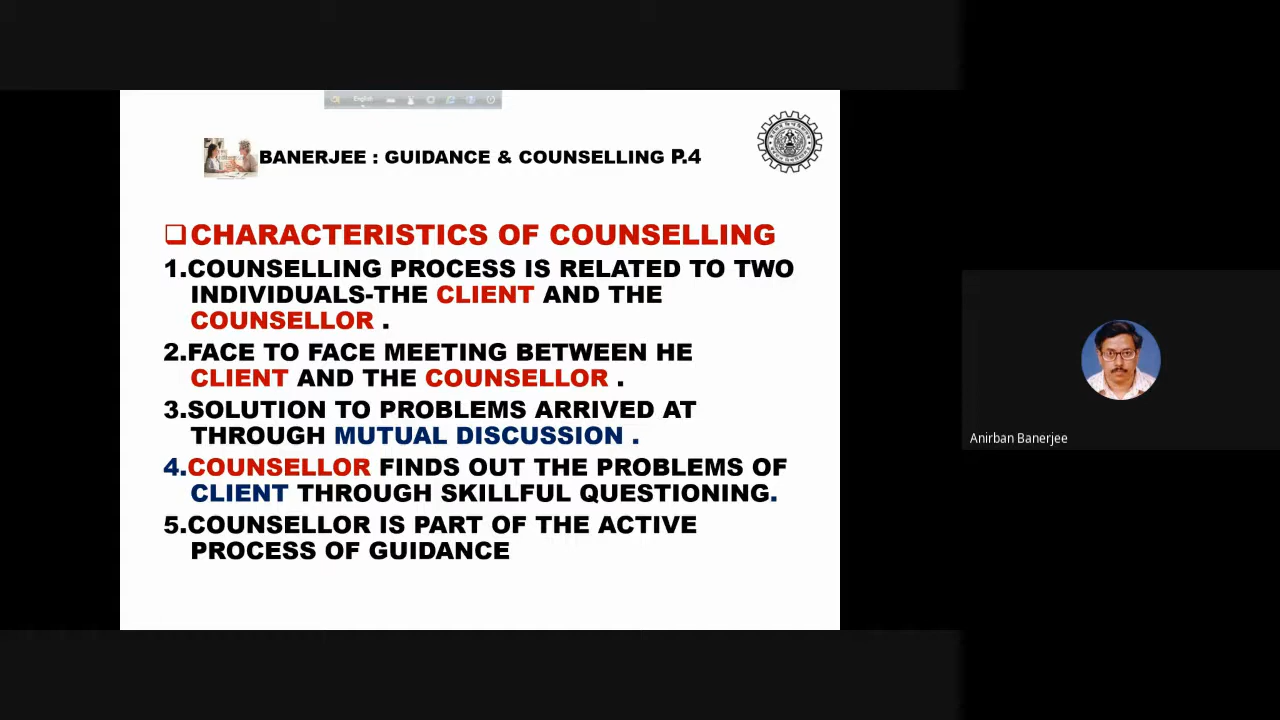 English
BANERJEE : GUIDANCE & COUNSELLING P.4
CHARACTERISTICS OF COUNSELLING
1.COUNSELLING PROCESS IS RELATED TO TWO
INDIVIDUALS-THE CLIENT AND THE
COUNSELLOR .
2.FACE TO FACE MEETING BETWEEN HE
CLIENT AND THE COUNSELLOR .
3.SOLUTION TO PROBLEMS ARRIVED AT
THROUGH MUTUAL DISCUSSION .
4.COUNSELLOR FINDS OUT THE PROBLEMS OF
CLIENT THROUGH SKILLFUL QUESTIONING.
5.COUNSELLOR IS PART OF THE ACTIVE
PROCESS OF GUIDANCE
Anirban Banerjee